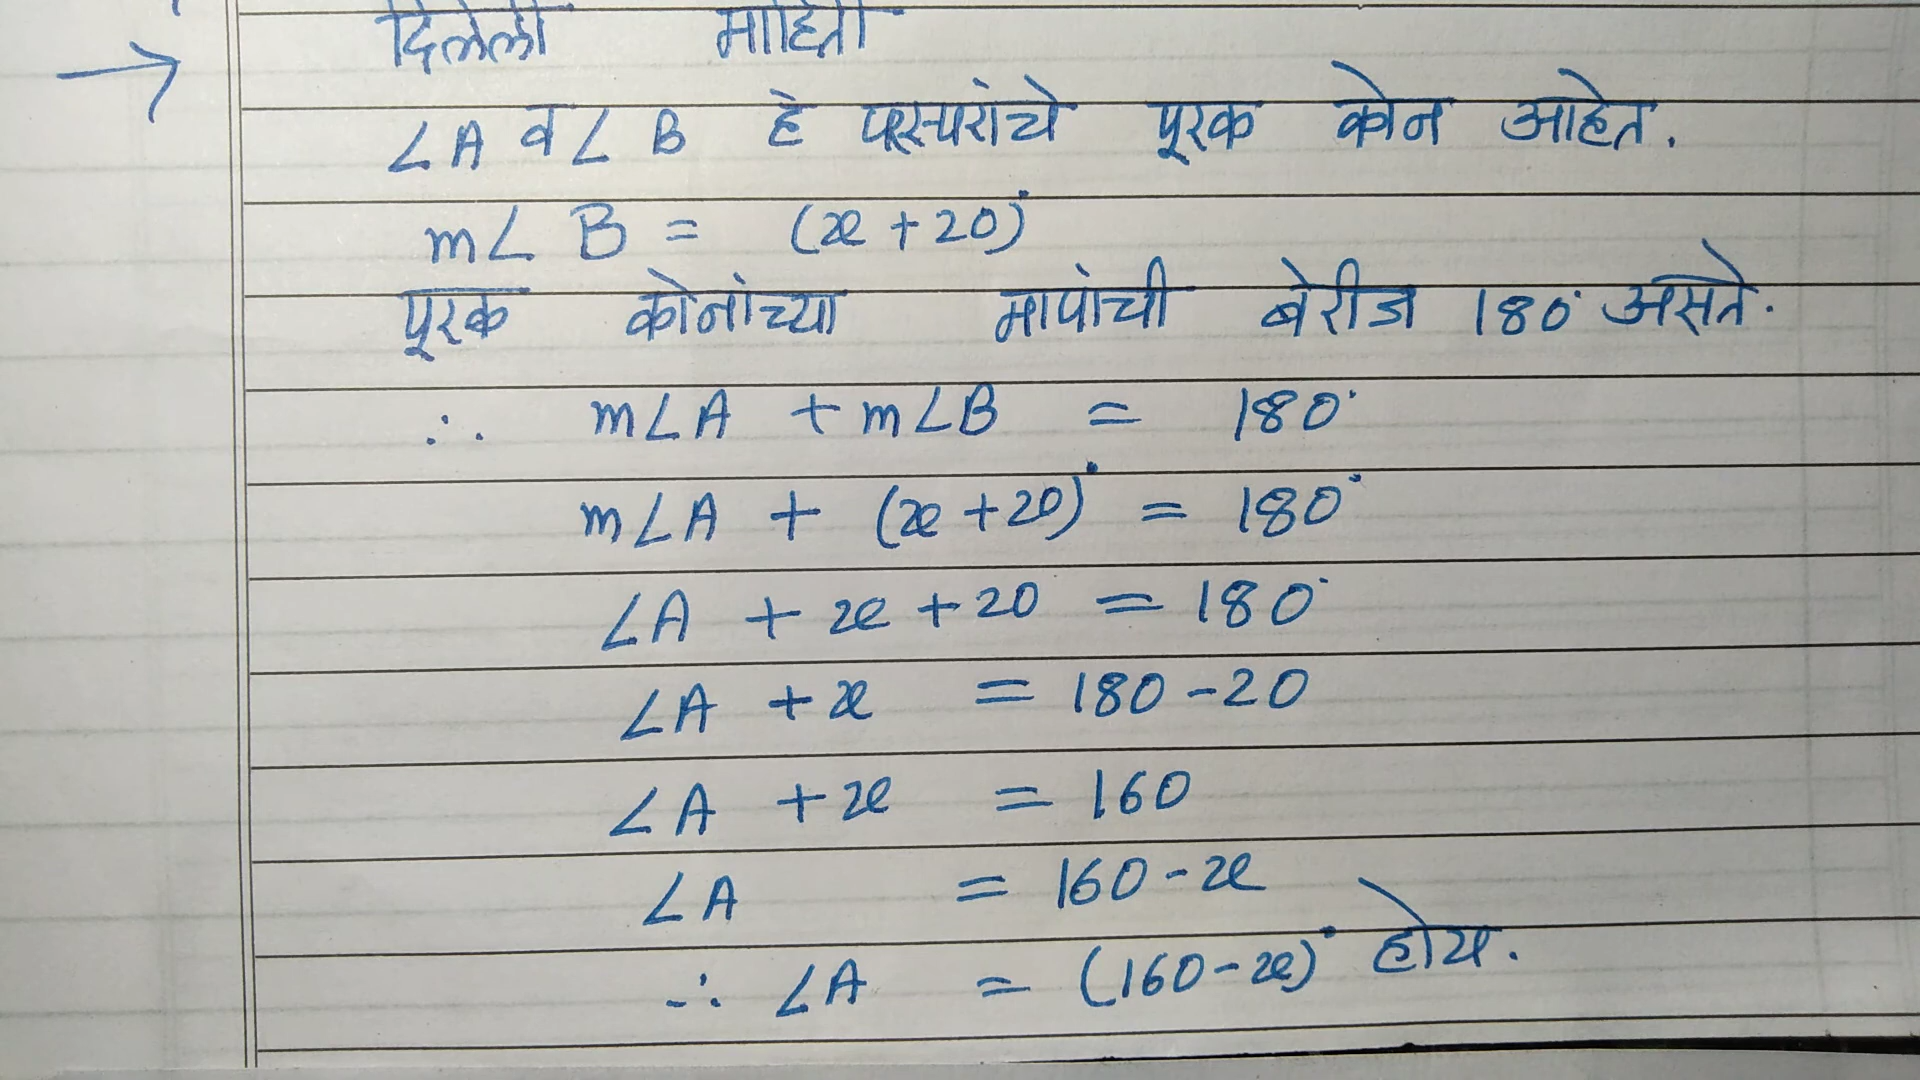 दिलेली माहिती
∠A व ∠B हे परस्परांचे पूरक कोन आहेत.
m∠B = (x + 20)°
पूरक कोनांच्या मापांची बेरीज 180° असते.
∴ m∠A + m∠B = 180°
m∠A + (x + 20)° = 180°
∠A + x + 20 = 180°
∠A + x = 180 - 20
∠A + x = 160
∠A = 160 - x
∴ ∠A = (160 - x)° होय.